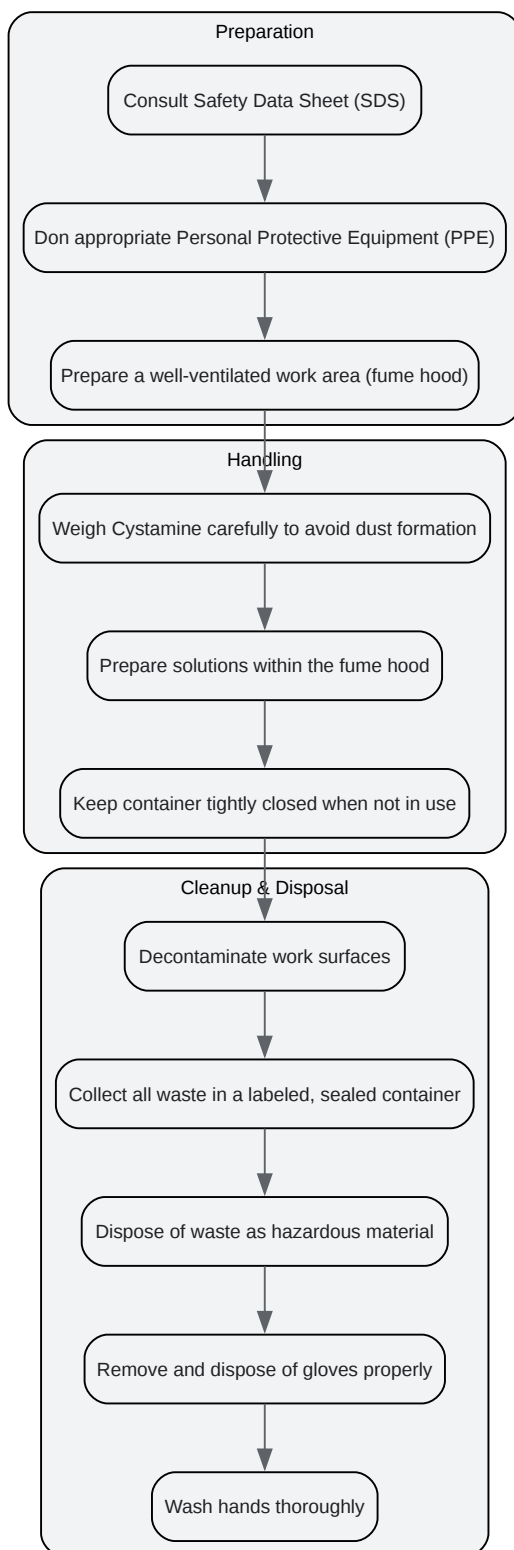 Preparation
Consult Safety Data Sheet (SDS)
Don appropriate Personal Protective Equipment (PPE)
Prepare a well-ventilated work area (fume hood)
Handling
Weigh Cystamine carefully to avoid dust formation
Prepare solutions within the fume hood
Keep container tightly closed when not in use
Cleanup & Disposal
Decontaminate work surfaces
Collect all waste in a labeled, sealed container
Dispose of waste as hazardous material
Remove and dispose of gloves properly
Wash hands thoroughly